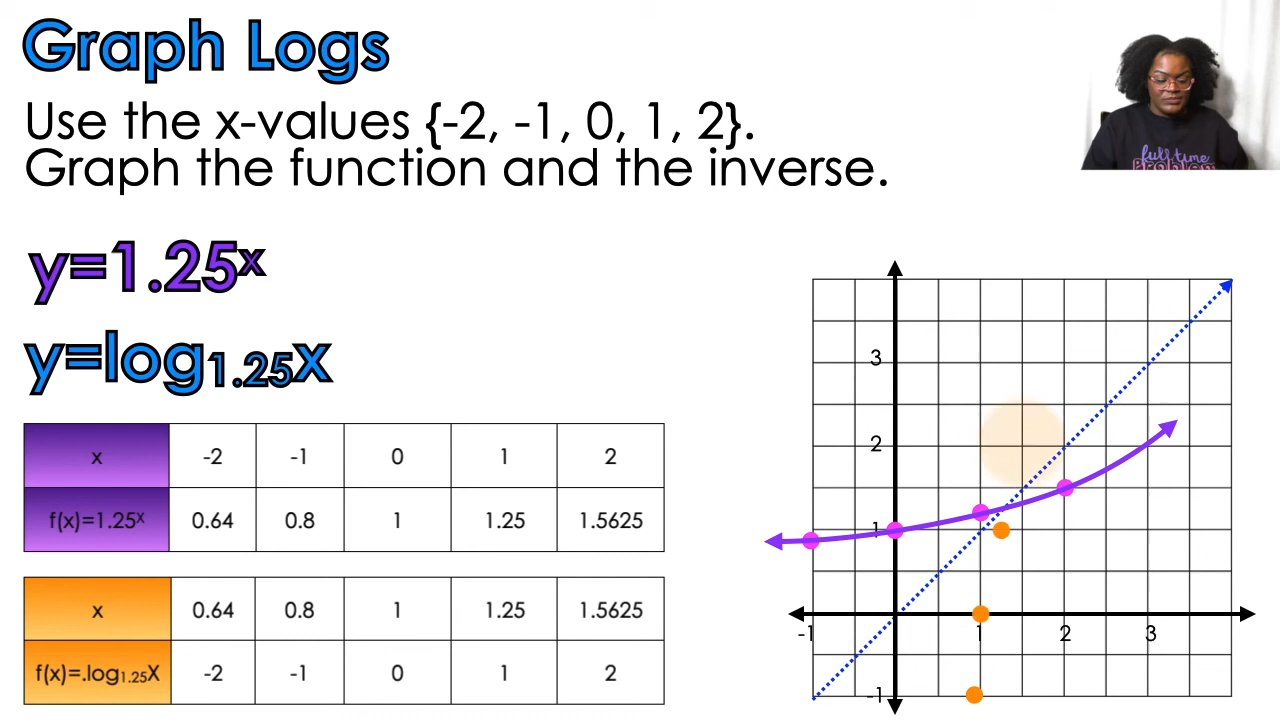 Graph Logs
Use the x-values {-2, -1, 0, 1, 2}.
Graph the function and the inverse.
full time
Problem
y=1.25ˣ
y=log₁.₂₅x
x -2 -1 0 1 2
f(x)=1.25ˣ 0.64 0.8 1 1.25 1.5625
x 0.64 0.8 1 1.25 1.5625
f(x)=.log₁.₂₅X -2 -1 0 1 2
3
2
1
-1 1 2 3
-1